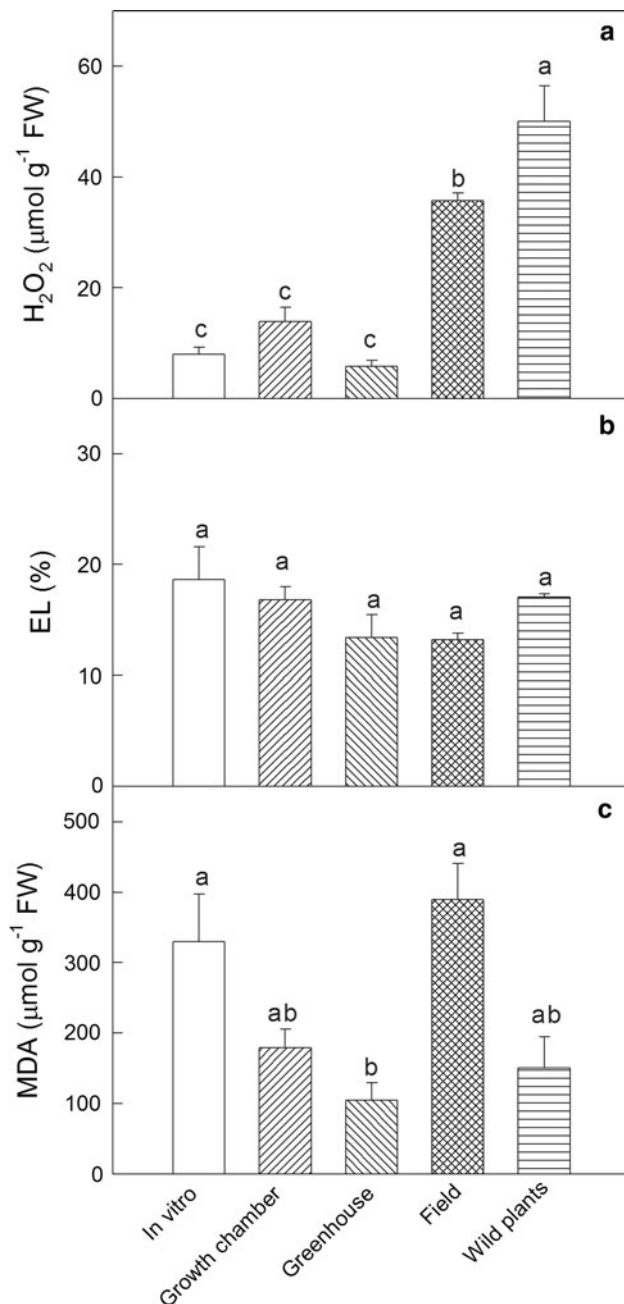 a
60
40
20
0
H₂O₂ (μmol g⁻¹ FW)
c
c
c
b
a
b
30
20
10
0
EL (%)
a
a
a
a
a
c
500
400
300
200
100
0
MDA (μmol g⁻¹ FW)
a
ab
b
a
ab
In vitro
Growth chamber
Greenhouse
Field
Wild plants